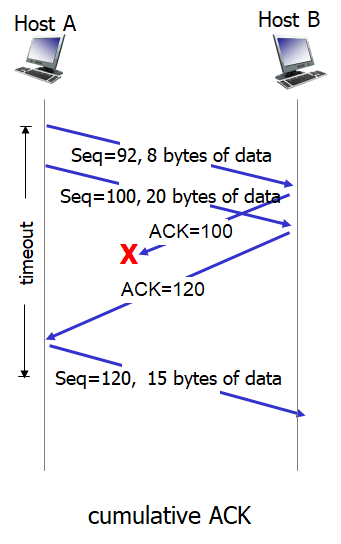 Host A
Host B
Seq=92, 8 bytes of data
Seq=100, 20 bytes of data
ACK=100
X
timeout
ACK=120
Seq=120, 15 bytes of data
cumulative ACK